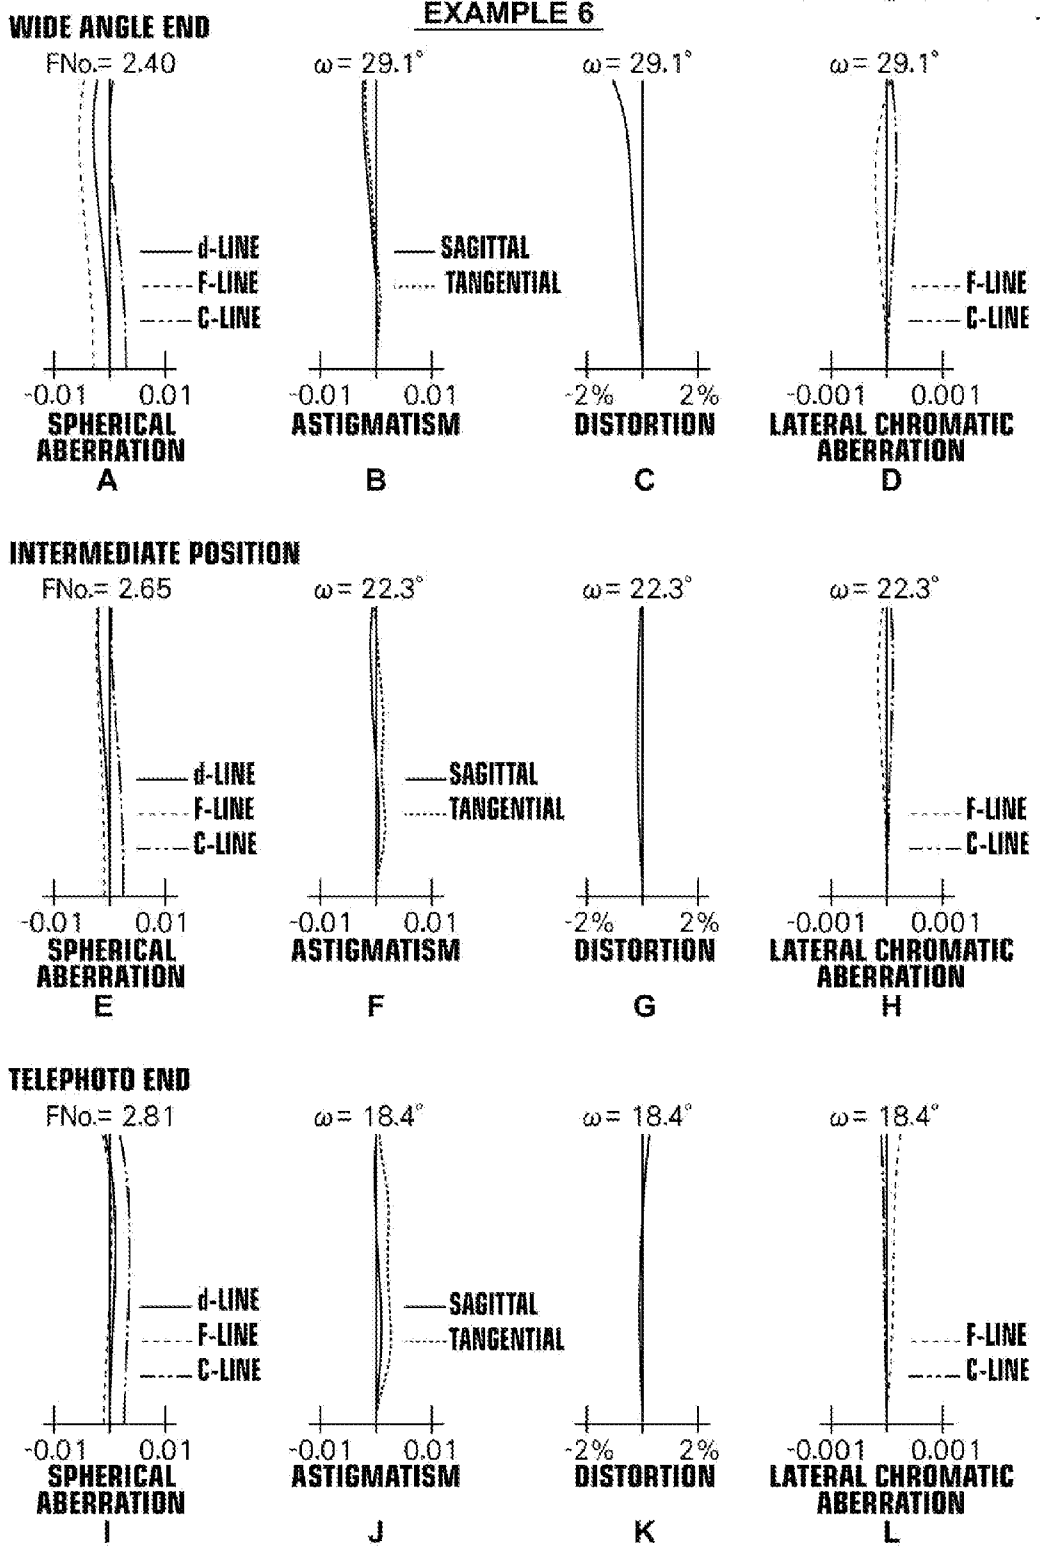 EXAMPLE 6
WIDE ANGLE END
FNo.= 2.40 ω= 29.1° ω= 29.1° ω= 29.1°
d-LINE SAGITTAL
F-LINE TANGENTIAL F-LINE
C-LINE C-LINE
-0.01 0.01 -0.01 0.01 -2% 2% -0.001 0.001
SPHERICAL ASTIGMATISM DISTORTION LATERAL CHROMATIC
ABERRATION ABERRATION
A B C D
INTERMEDIATE POSITION
FNo.= 2.65 ω= 22.3° ω= 22.3° ω= 22.3°
d-LINE SAGITTAL
F-LINE TANGENTIAL F-LINE
C-LINE C-LINE
-0.01 0.01 -0.01 0.01 -2% 2% -0.001 0.001
SPHERICAL ASTIGMATISM DISTORTION LATERAL CHROMATIC
ABERRATION ABERRATION
E F G H
TELEPHOTO END
FNo.= 2.81 ω= 18.4° ω= 18.4° ω= 18.4°
d-LINE SAGITTAL
F-LINE TANGENTIAL F-LINE
C-LINE C-LINE
-0.01 0.01 -0.01 0.01 -2% 2% -0.001 0.001
SPHERICAL ASTIGMATISM DISTORTION LATERAL CHROMATIC
ABERRATION ABERRATION
I J K L